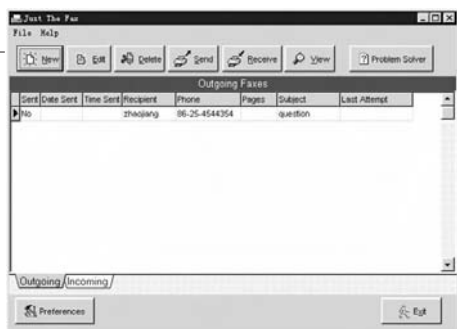 Just The Fax
File Help
New Edit Delete Send Receive View Problem Solver
Outgoing Faxes
Sent Date Sent Time Sent Recipient Phone Pages Subject Last Attempt
No zhaojiang 86-25-4544354 question
Outgoing Incoming
Preferences Exit